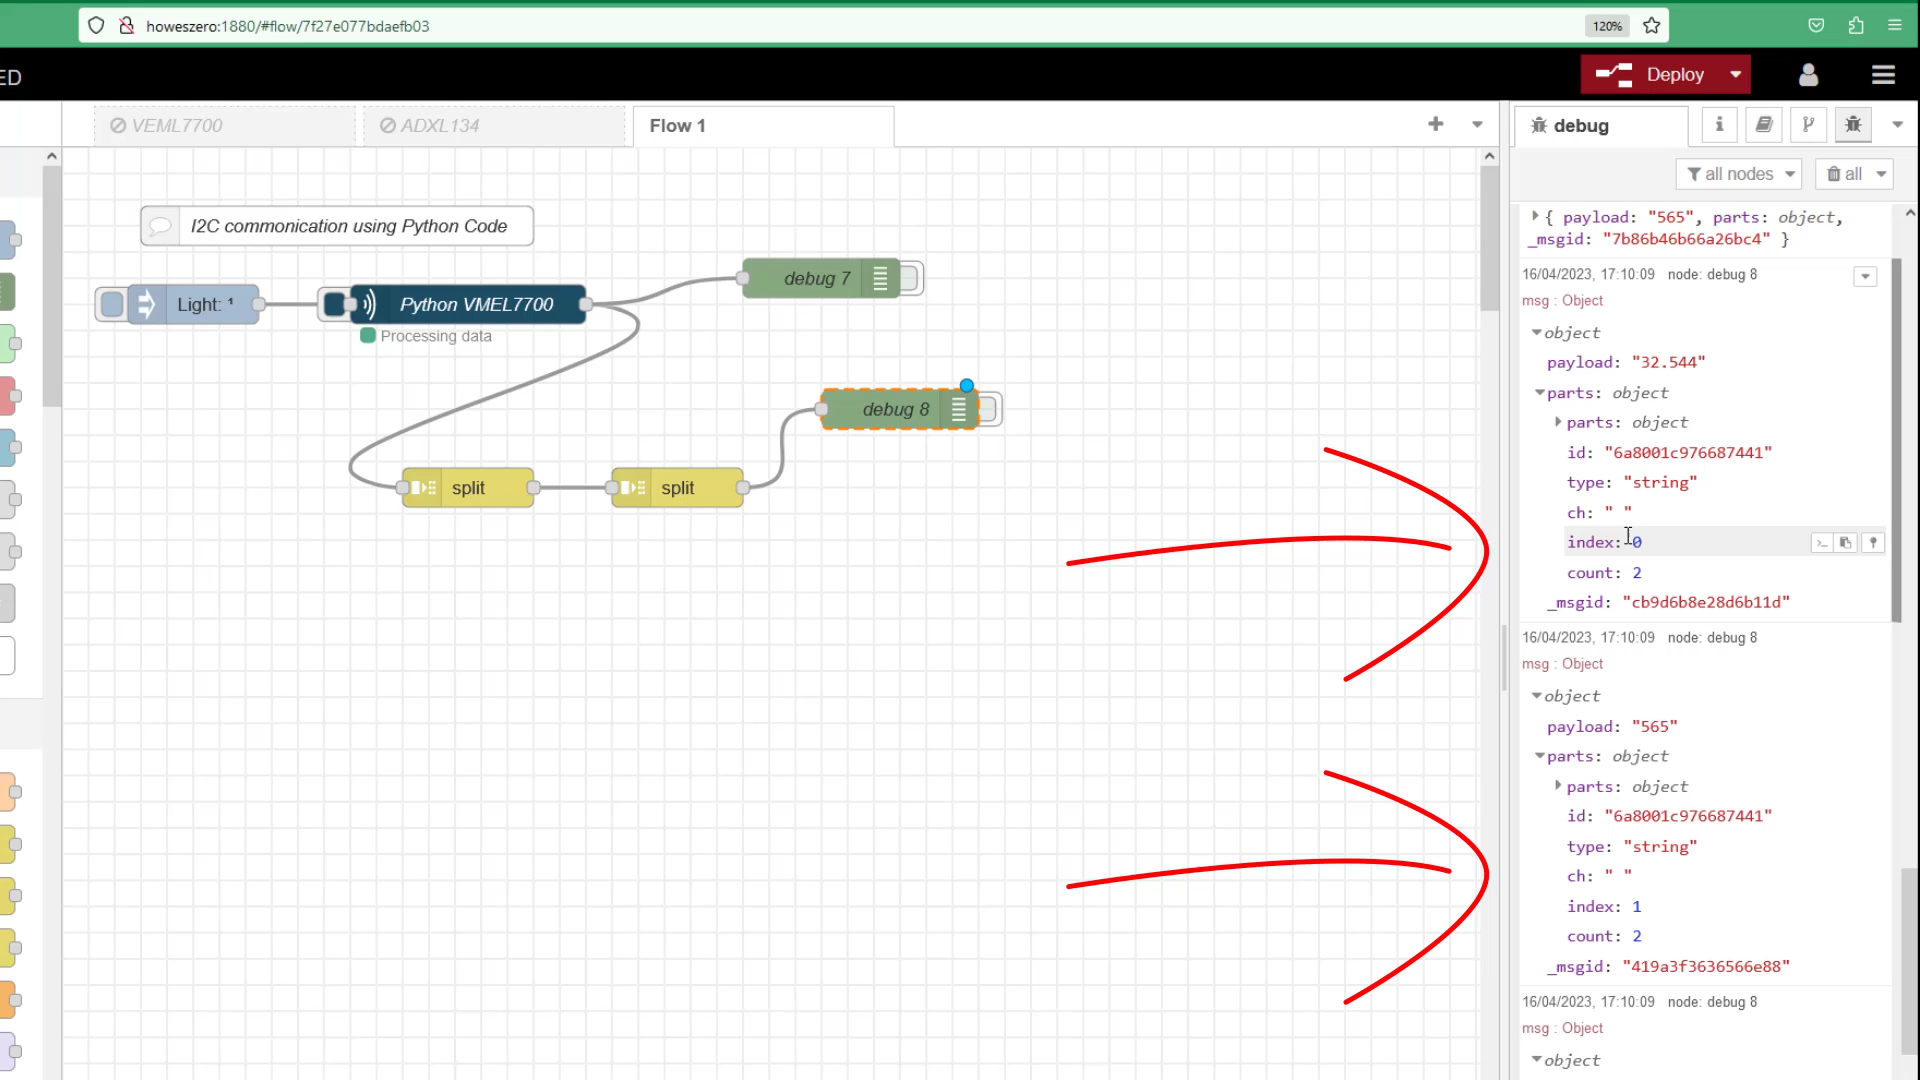 howeszero:1880/#flow/7f27e077bdaefb03
120%
ED
Deploy
VEML7700
ADXL134
Flow 1
debug
i
all nodes
all
I2C commonication using Python Code
Light: ¹
Python VMEL7700
Processing data
debug 7
debug 8
split
split
{ payload: "565", parts: object,
_msgid: "7b86b46b66a26bc4" }
16/04/2023, 17:10:09 node: debug 8
msg : Object
object
payload: "32.544"
parts: object
parts: object
id: "6a8001c976687441"
type: "string"
ch: " "
index: 0
count: 2
_msgid: "cb9d6b8e28d6b11d"
16/04/2023, 17:10:09 node: debug 8
msg : Object
object
payload: "565"
parts: object
parts: object
id: "6a8001c976687441"
type: "string"
ch: " "
index: 1
count: 2
_msgid: "419a3f3636566e88"
16/04/2023, 17:10:09 node: debug 8
msg : Object
object